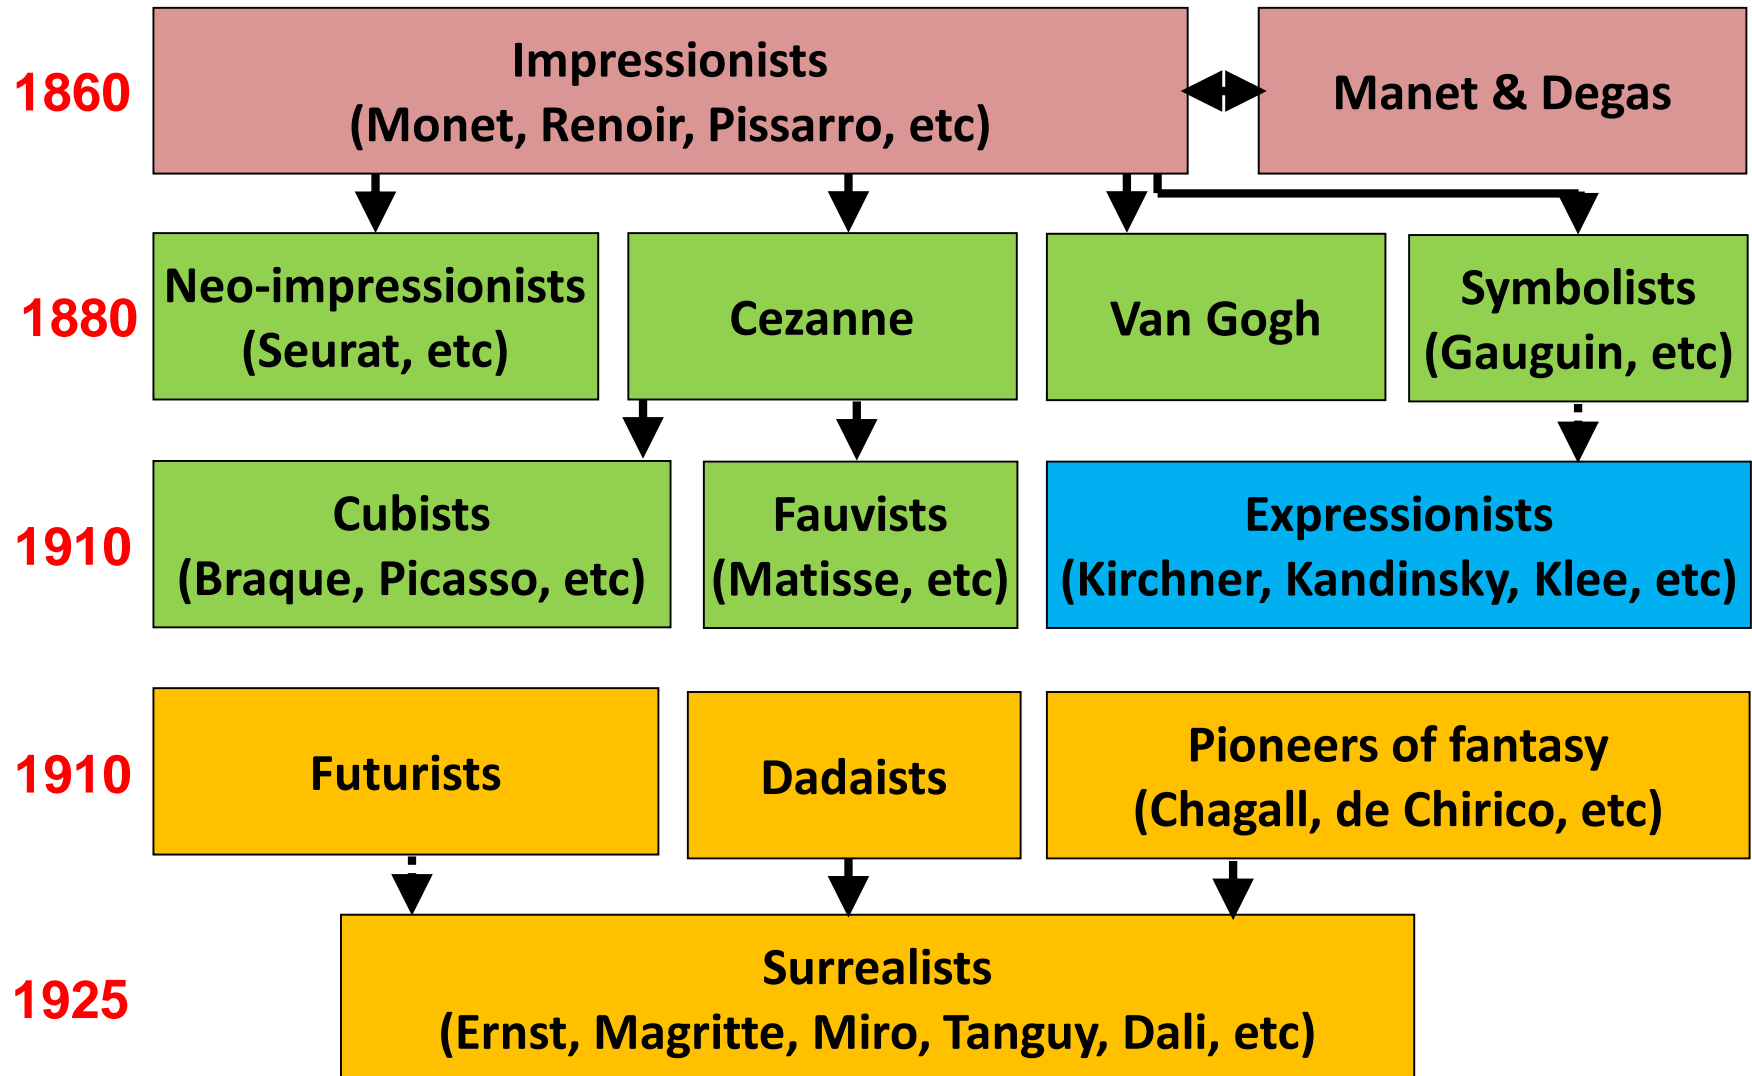 1860
Impressionists
(Monet, Renoir, Pissarro, etc)
Manet & Degas
1880
Neo-impressionists
(Seurat, etc)
Cezanne
Van Gogh
Symbolists
(Gauguin, etc)
1910
Cubists
(Braque, Picasso, etc)
Fauvists
(Matisse, etc)
Expressionists
(Kirchner, Kandinsky, Klee, etc)
1910
Futurists
Dadaists
Pioneers of fantasy
(Chagall, de Chirico, etc)
1925
Surrealists
(Ernst, Magritte, Miro, Tanguy, Dali, etc)